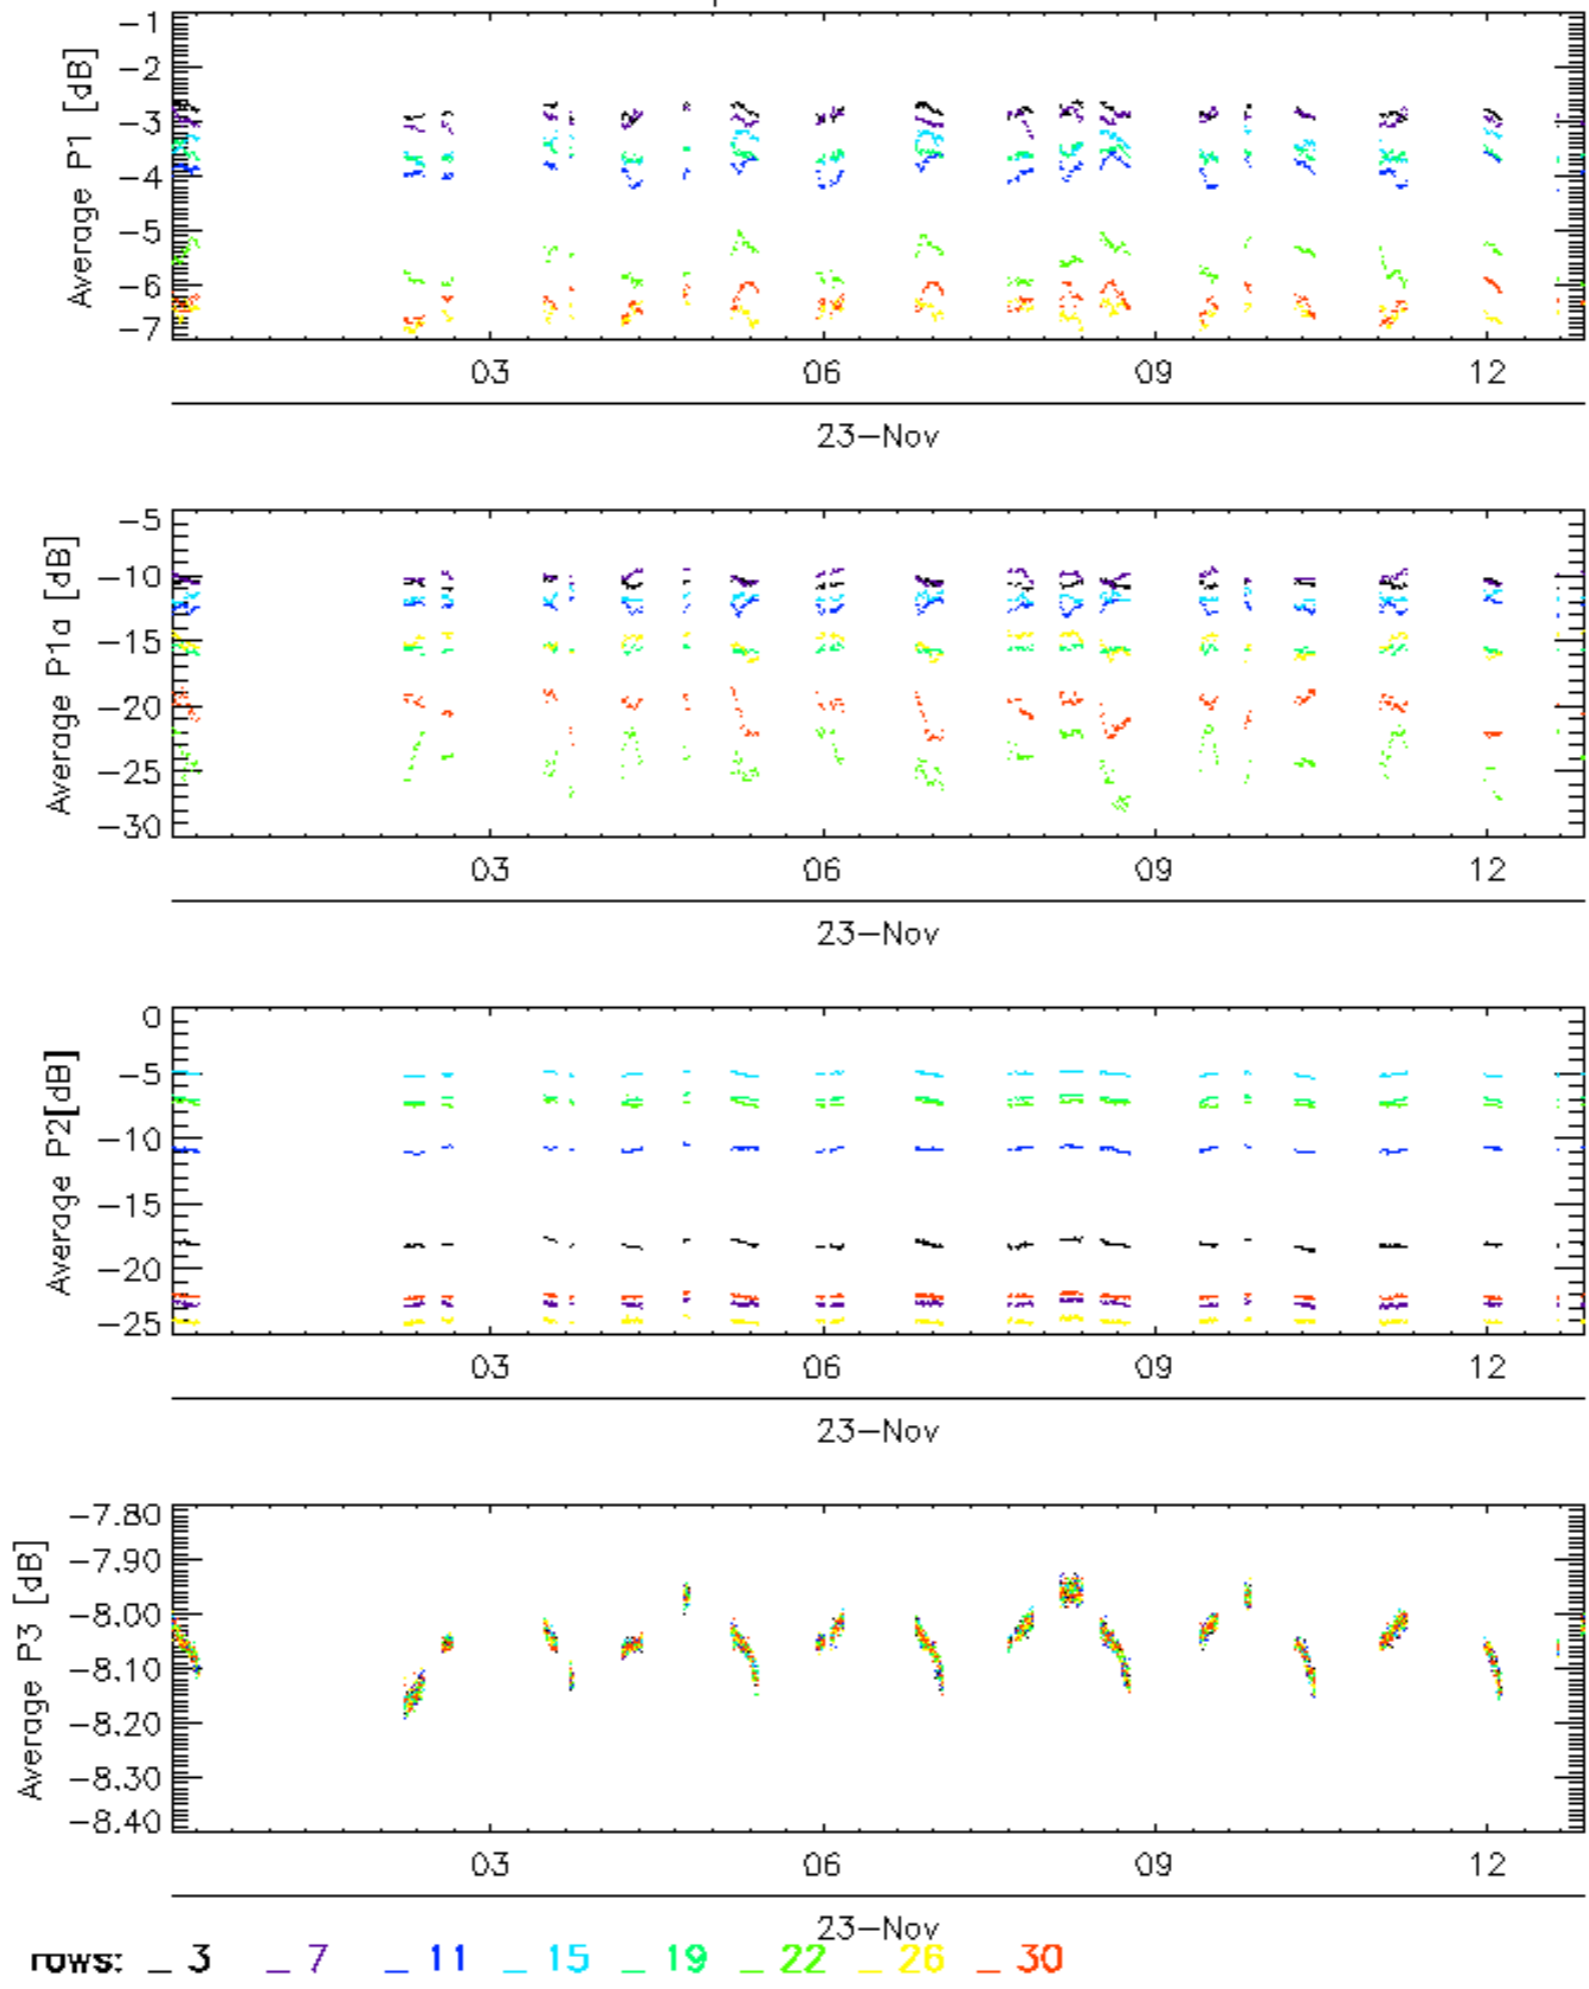 Average P1 [dB]
-1
-2
-3
-4
-5
-6
-7
03 06 09 12
23-Nov
Average P1a [dB]
-5
-10
-15
-20
-25
-30
03 06 09 12
23-Nov
Average P2[dB]
0
-5
-10
-15
-20
-25
03 06 09 12
23-Nov
Average P3 [dB]
-7.80
-7.90
-8.00
-8.10
-8.20
-8.30
-8.40
03 06 09 12
23-Nov
rows: _ 3 _ 7 _ 11 _ 15 _ 19 _ 22 _ 26 _ 30